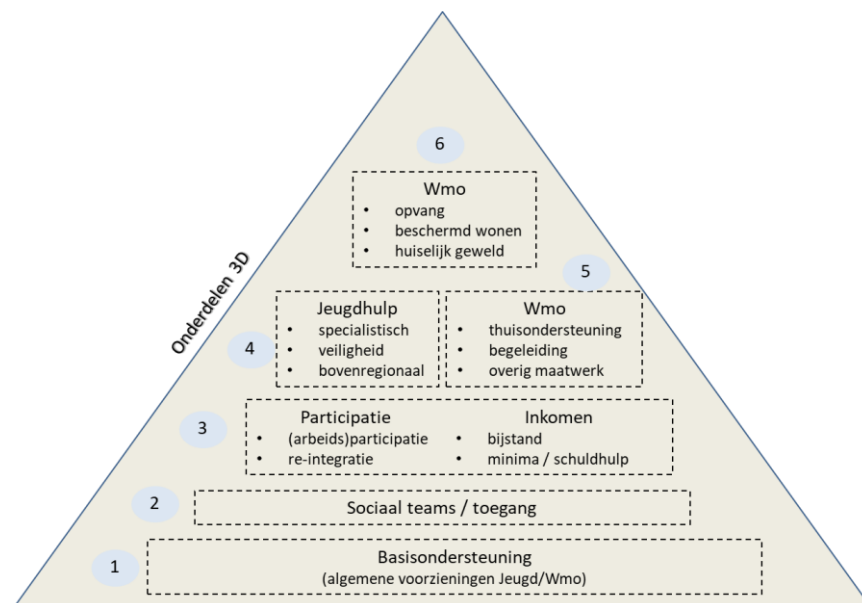 Onderdelen 3D
6
Wmo
• opvang
• beschermd wonen
• huiselijk geweld
5
4
Jeugdhulp
• specialistisch
• veiligheid
• bovenregionaal
Wmo
• thuisondersteuning
• begeleiding
• overig maatwerk
3
Participatie
• (arbeids)participatie
• re-integratie
Inkomen
• bijstand
• minima / schuldhulp
2
Sociaal teams / toegang
1
Basisondersteuning
(algemene voorzieningen Jeugd/Wmo)